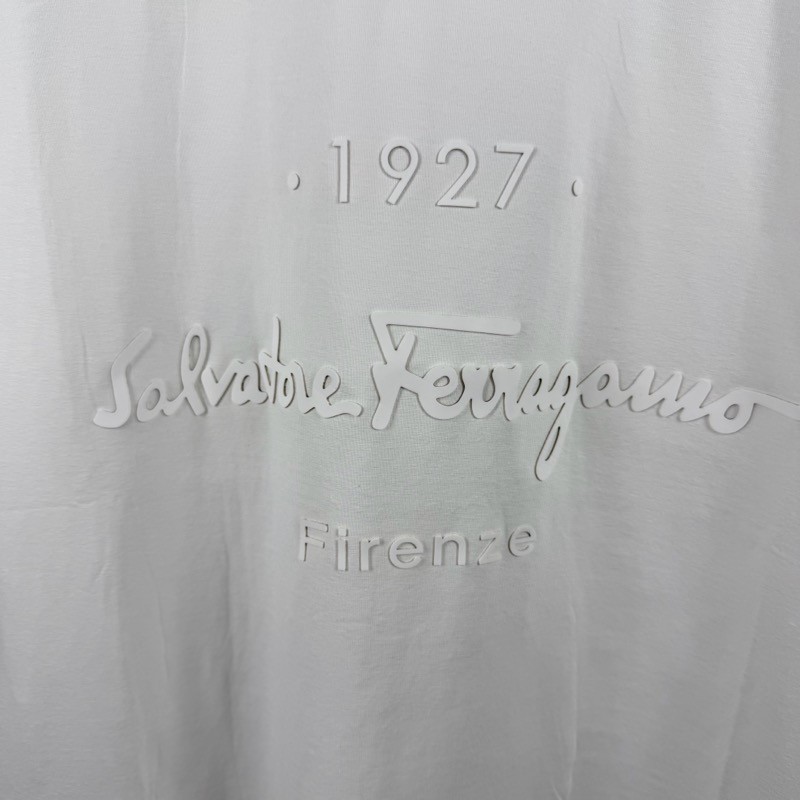 · 1927 ·
Salvatore Ferragamo
Firenze